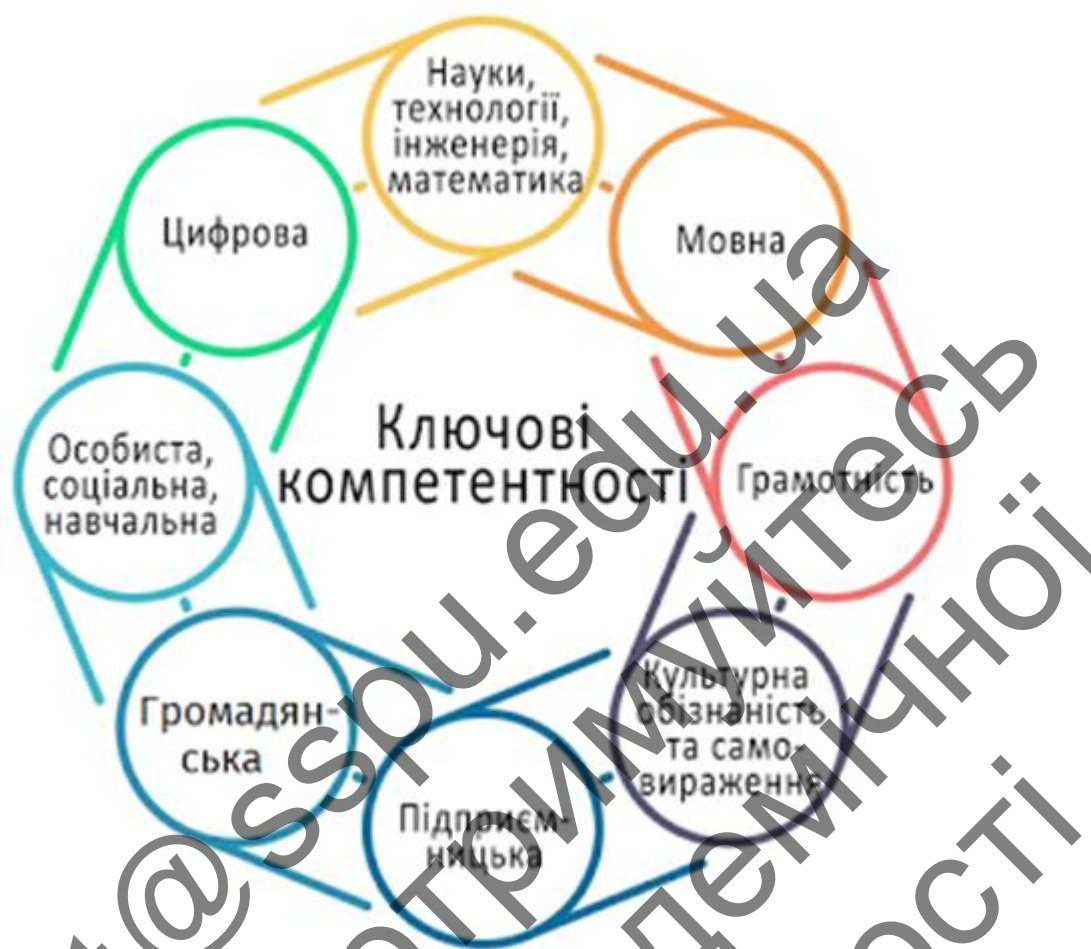 Науки,
технології,
інженерія,
математика
Цифрова
Мовна
Ключові
компетентності
Особиста,
соціальна,
навчальна
Грамотність
Громадян-
ська
Культурна
обізнаність
та само-
вираження
Підприєм-
ницька
@sspu.edu.ua